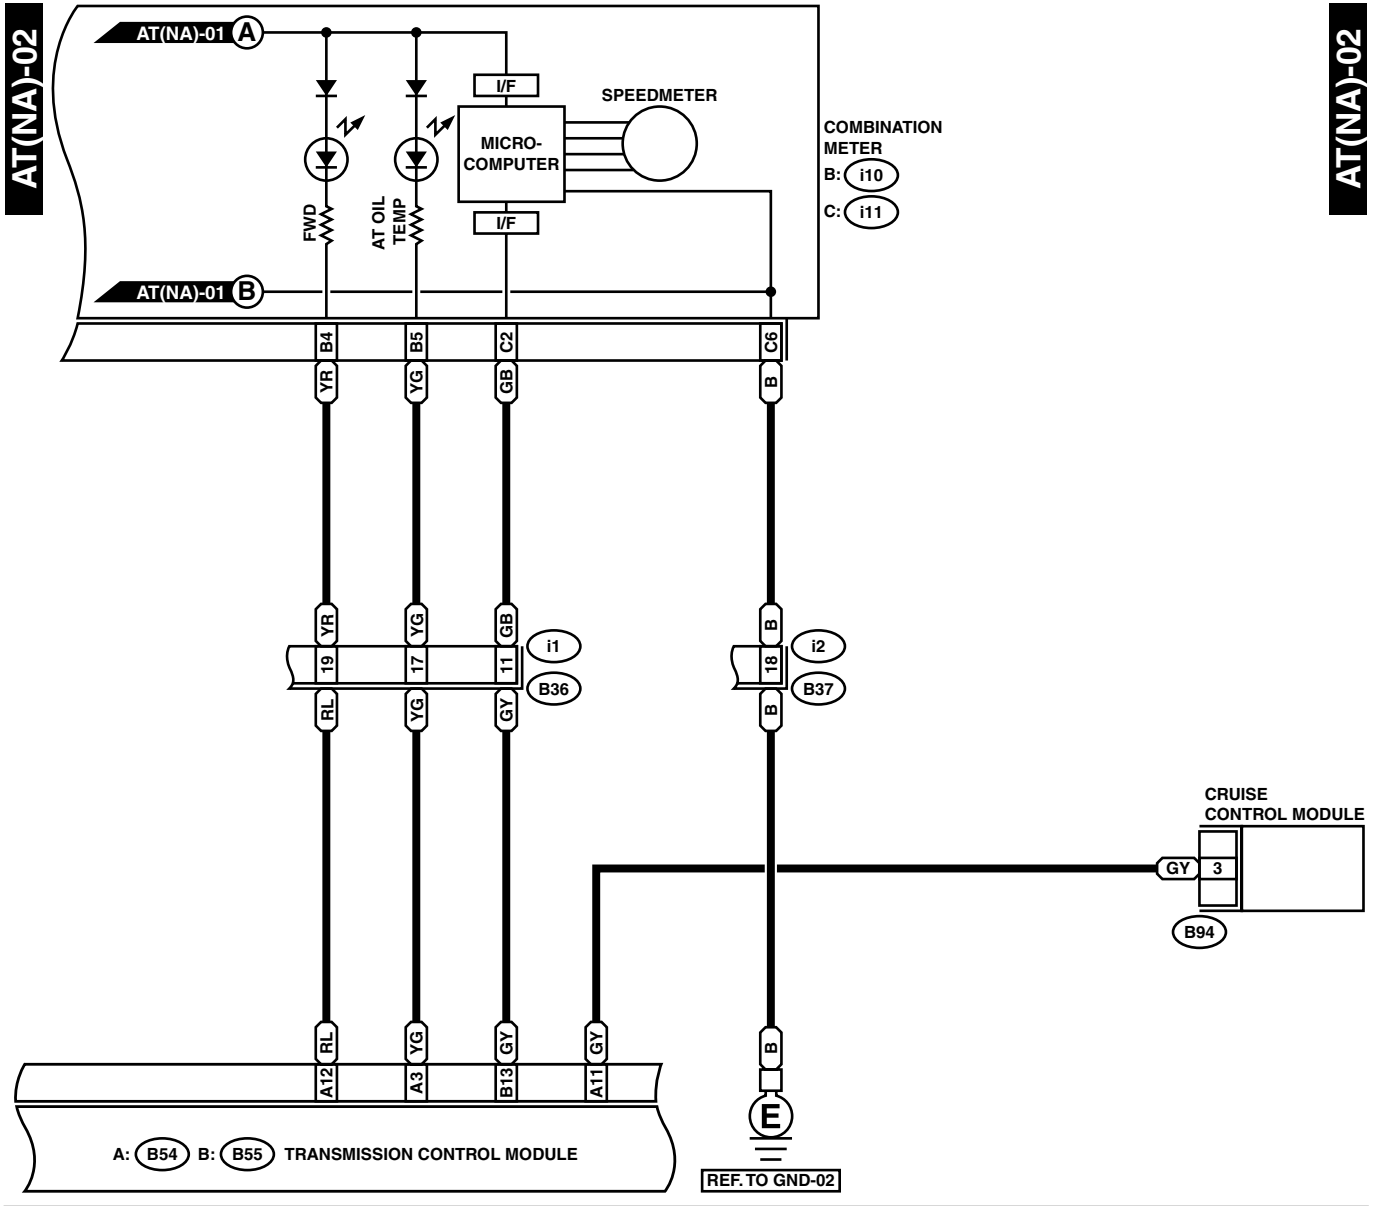 AT(NA)-02
AT(NA)-02
AT(NA)-01 A
I/F
SPEEDMETER
MICRO-
COMPUTER
COMBINATION
METER
B: i10
C: i11
FWD
AT OIL
TEMP
I/F
AT(NA)-01 B
B4 B5 C2 C6
YR YG GB B
YR YG GB B
i1 i2
19 17 11 18
B36 B37
RL YG GY B
CRUISE
CONTROL MODULE
GY 3
B94
RL YG GY GY B
A12 A3 B13 A11
E
A: B54 B: B55 TRANSMISSION CONTROL MODULE
REF. TO GND-02